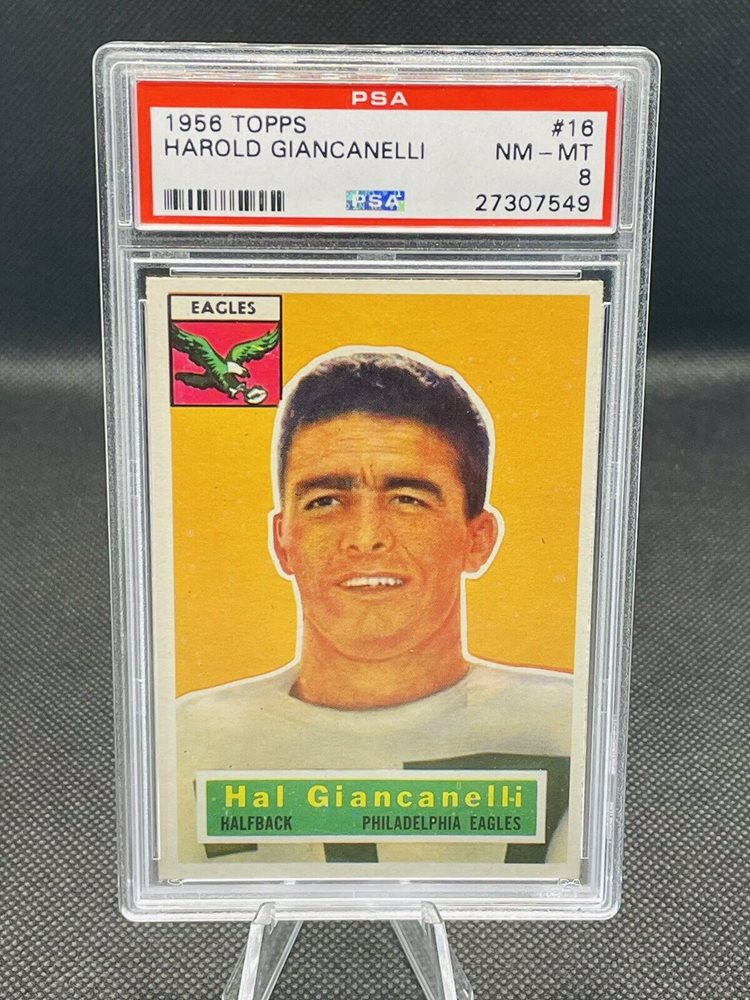 PSA
1956 TOPPS #16
HAROLD GIANCANELLI NM - MT
8
PSA 27307549
EAGLES
Hal Giancanelli
HALFBACK PHILADELPHIA EAGLES